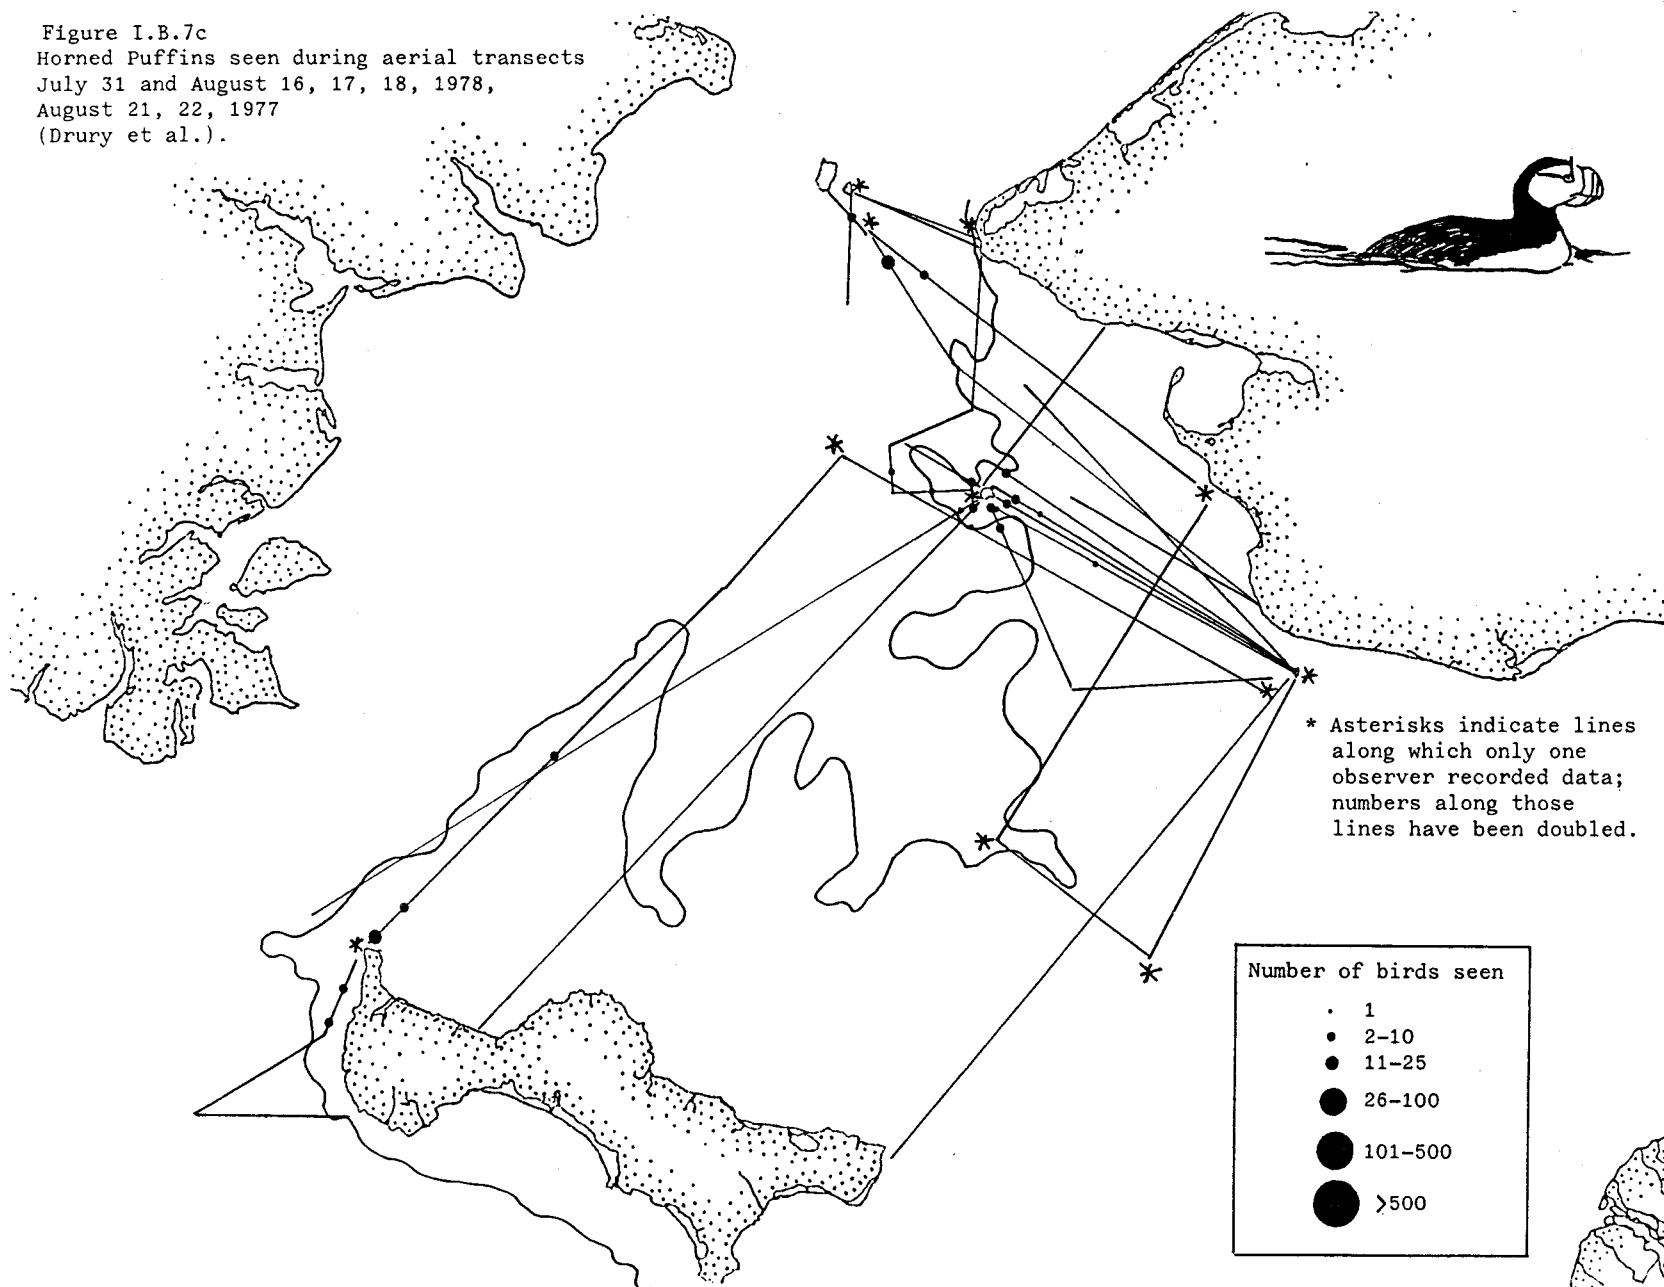 Figure I.B.7c
Horned Puffins seen during aerial transects
July 31 and August 16, 17, 18, 1978,
August 21, 22, 1977
(Drury et al.).
* Asterisks indicate lines
along which only one
observer recorded data;
numbers along those
lines have been doubled.
Number of birds seen
1
2-10
11-25
26-100
101-500
>500